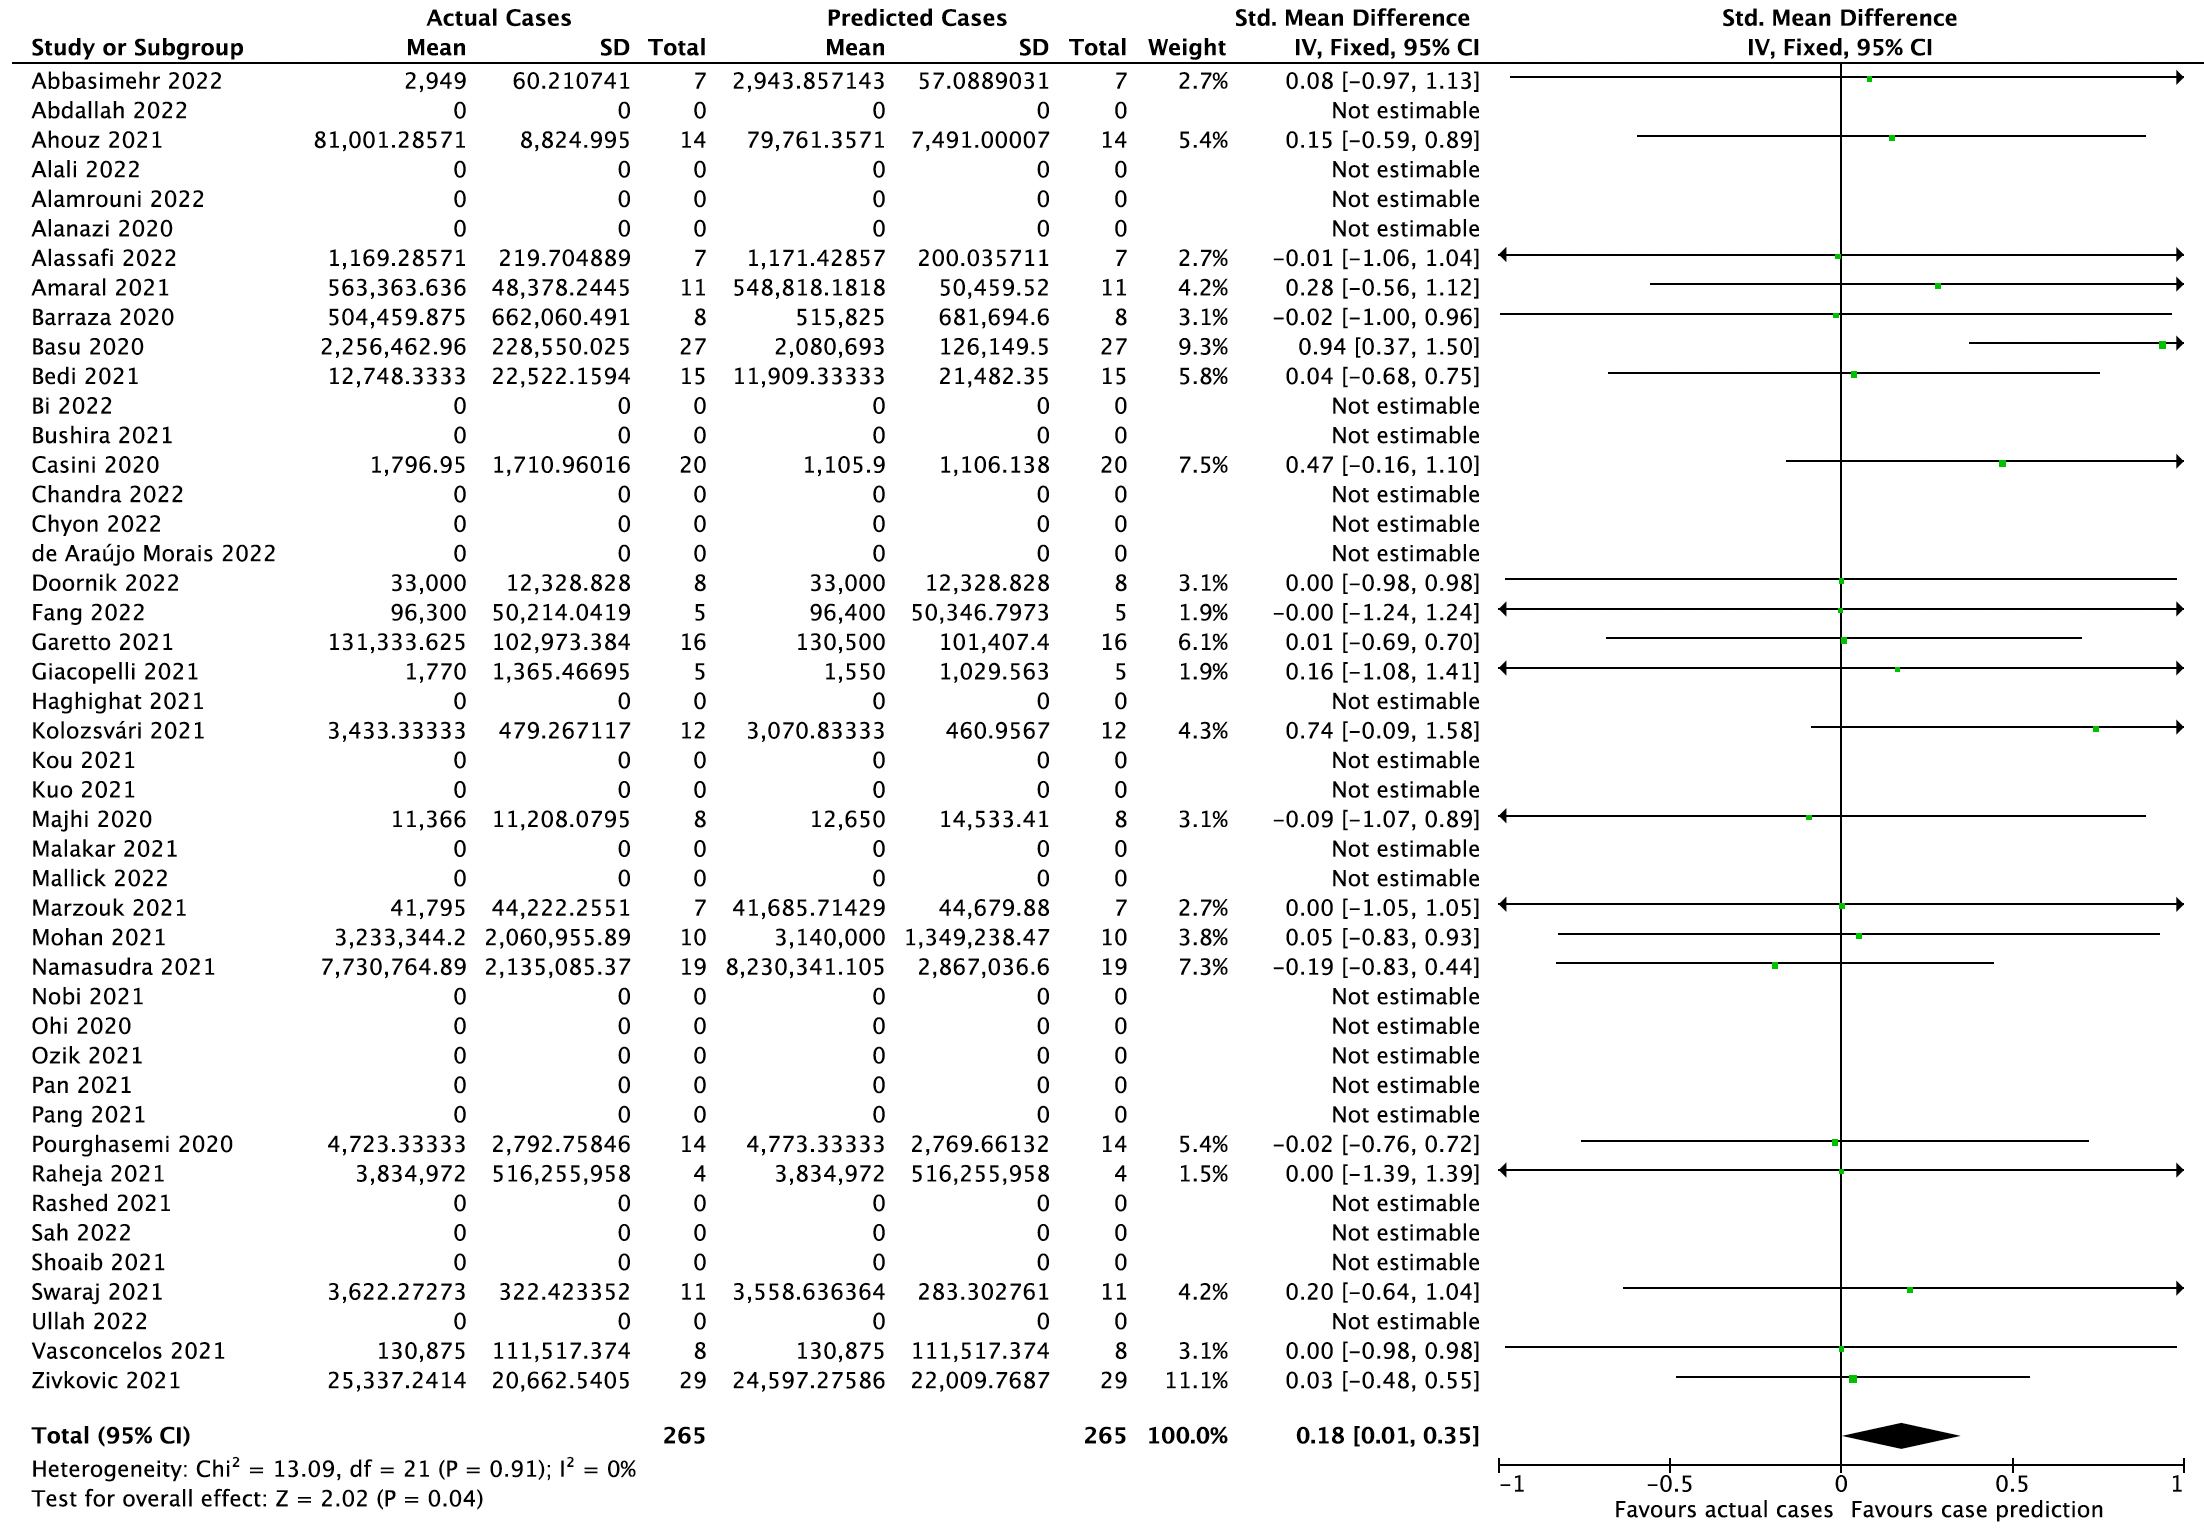 Actual Cases Predicted Cases Std. Mean Difference Std. Mean Difference
Study or Subgroup Mean SD Total Mean SD Total Weight IV, Fixed, 95% CI IV, Fixed, 95% CI
Abbasimehr 2022 2,949 60.210741 7 2,943.857143 57.0889031 7 2.7% 0.08 [−0.97, 1.13]
Abdallah 2022 0 0 0 0 0 0 Not estimable
Ahouz 2021 81,001.28571 8,824.995 14 79,761.3571 7,491.00007 14 5.4% 0.15 [−0.59, 0.89]
Alali 2022 0 0 0 0 0 0 Not estimable
Alamrouni 2022 0 0 0 0 0 0 Not estimable
Alanazi 2020 0 0 0 0 0 0 Not estimable
Alassafi 2022 1,169.28571 219.704889 7 1,171.42857 200.035711 7 2.7% −0.01 [−1.06, 1.04]
Amaral 2021 563,363.636 48,378.2445 11 548,818.1818 50,459.52 11 4.2% 0.28 [−0.56, 1.12]
Barraza 2020 504,459.875 662,060.491 8 515,825 681,694.6 8 3.1% −0.02 [−1.00, 0.96]
Basu 2020 2,256,462.96 228,550.025 27 2,080,693 126,149.5 27 9.3% 0.94 [0.37, 1.50]
Bedi 2021 12,748.3333 22,522.1594 15 11,909.33333 21,482.35 15 5.8% 0.04 [−0.68, 0.75]
Bi 2022 0 0 0 0 0 0 Not estimable
Bushira 2021 0 0 0 0 0 0 Not estimable
Casini 2020 1,796.95 1,710.96016 20 1,105.9 1,106.138 20 7.5% 0.47 [−0.16, 1.10]
Chandra 2022 0 0 0 0 0 0 Not estimable
Chyon 2022 0 0 0 0 0 0 Not estimable
de Araújo Morais 2022 0 0 0 0 0 0 Not estimable
Doornik 2022 33,000 12,328.828 8 33,000 12,328.828 8 3.1% 0.00 [−0.98, 0.98]
Fang 2022 96,300 50,214.0419 5 96,400 50,346.7973 5 1.9% −0.00 [−1.24, 1.24]
Garetto 2021 131,333.625 102,973.384 16 130,500 101,407.4 16 6.1% 0.01 [−0.69, 0.70]
Giacopelli 2021 1,770 1,365.46695 5 1,550 1,029.563 5 1.9% 0.16 [−1.08, 1.41]
Haghighat 2021 0 0 0 0 0 0 Not estimable
Kolozsvári 2021 3,433.33333 479.267117 12 3,070.83333 460.9567 12 4.3% 0.74 [−0.09, 1.58]
Kou 2021 0 0 0 0 0 0 Not estimable
Kuo 2021 0 0 0 0 0 0 Not estimable
Majhi 2020 11,366 11,208.0795 8 12,650 14,533.41 8 3.1% −0.09 [−1.07, 0.89]
Malakar 2021 0 0 0 0 0 0 Not estimable
Mallick 2022 0 0 0 0 0 0 Not estimable
Marzouk 2021 41,795 44,222.2551 7 41,685.71429 44,679.88 7 2.7% 0.00 [−1.05, 1.05]
Mohan 2021 3,233,344.2 2,060,955.89 10 3,140,000 1,349,238.47 10 3.8% 0.05 [−0.83, 0.93]
Namasudra 2021 7,730,764.89 2,135,085.37 19 8,230,341.105 2,867,036.6 19 7.3% −0.19 [−0.83, 0.44]
Nobi 2021 0 0 0 0 0 0 Not estimable
Ohi 2020 0 0 0 0 0 0 Not estimable
Ozik 2021 0 0 0 0 0 0 Not estimable
Pan 2021 0 0 0 0 0 0 Not estimable
Pang 2021 0 0 0 0 0 0 Not estimable
Pourghasemi 2020 4,723.33333 2,792.75846 14 4,773.33333 2,769.66132 14 5.4% −0.02 [−0.76, 0.72]
Raheja 2021 3,834,972 516,255,958 4 3,834,972 516,255,958 4 1.5% 0.00 [−1.39, 1.39]
Rashed 2021 0 0 0 0 0 0 Not estimable
Sah 2022 0 0 0 0 0 0 Not estimable
Shoaib 2021 0 0 0 0 0 0 Not estimable
Swaraj 2021 3,622.27273 322.423352 11 3,558.636364 283.302761 11 4.2% 0.20 [−0.64, 1.04]
Ullah 2022 0 0 0 0 0 0 Not estimable
Vasconcelos 2021 130,875 111,517.374 8 130,875 111,517.374 8 3.1% 0.00 [−0.98, 0.98]
Zivkovic 2021 25,337.2414 20,662.5405 29 24,597.27586 22,009.7687 29 11.1% 0.03 [−0.48, 0.55]
Total (95% CI) 265 265 100.0% 0.18 [0.01, 0.35]
Heterogeneity: Chi² = 13.09, df = 21 (P = 0.91); I² = 0%
Test for overall effect: Z = 2.02 (P = 0.04)
−1 −0.5 0 0.5 1
Favours actual cases Favours case prediction